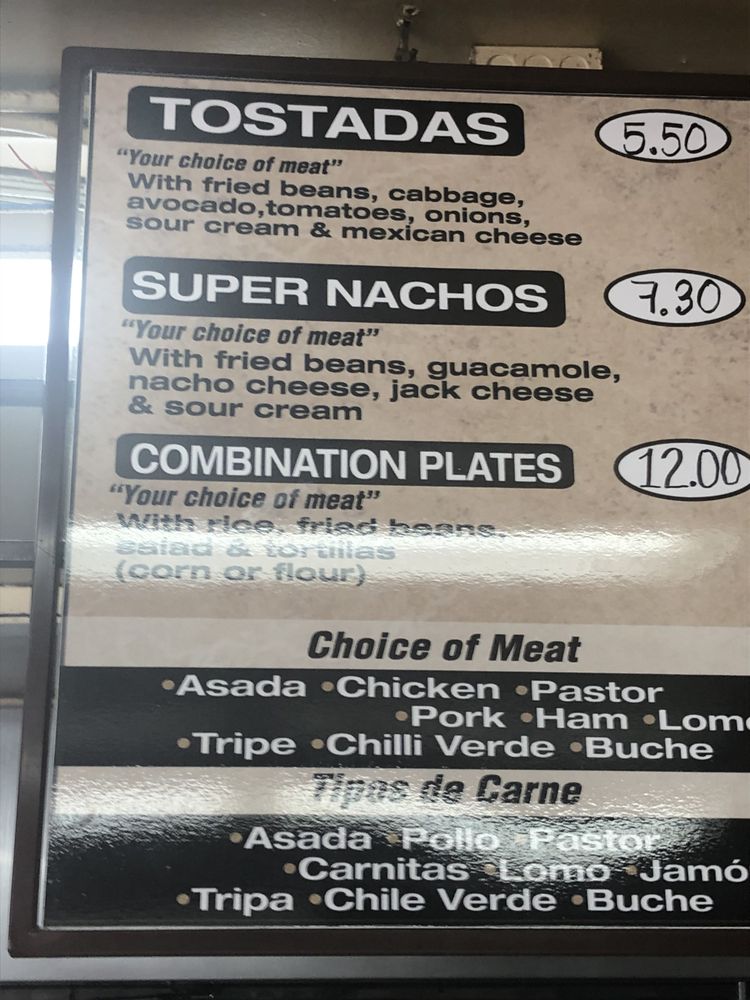 TOSTADAS 5.50
"Your choice of meat"
With fried beans, cabbage,
avocado,tomatoes, onions,
sour cream & mexican cheese
SUPER NACHOS 7.30
"Your choice of meat"
With fried beans, guacamole,
nacho cheese, jack cheese
& sour cream
COMBINATION PLATES 12.00
"Your choice of meat"
With rice, fried beans,
salad & tortillas
(corn or flour)
Choice of Meat
•Asada •Chicken •Pastor
•Pork •Ham •Lomo
•Tripe •Chilli Verde •Buche
Tipos de Carne
•Asada •Pollo •Pastor
•Carnitas •Lomo •Jamó
•Tripa •Chile Verde •Buche